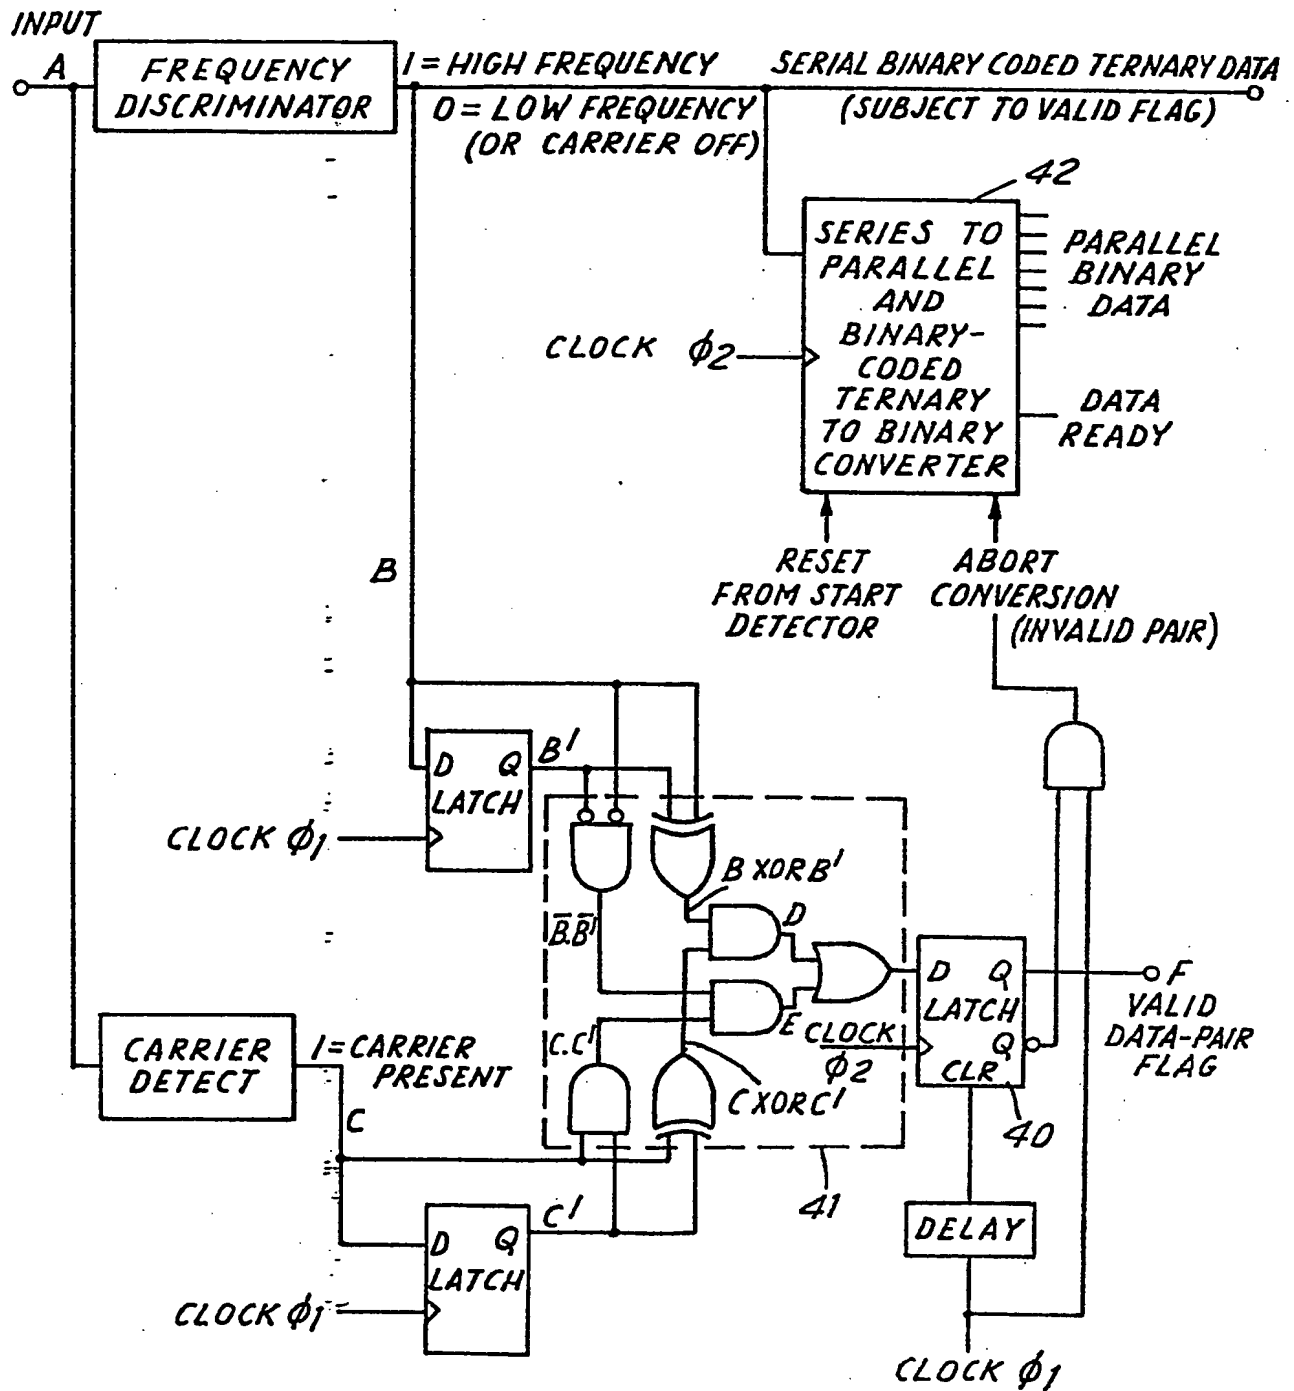 INPUT
A
FREQUENCY
DISCRIMINATOR
1 = HIGH FREQUENCY
0 = LOW FREQUENCY
(OR CARRIER OFF)
SERIAL BINARY CODED TERNARY DATA
(SUBJECT TO VALID FLAG)
42
SERIES TO
PARALLEL
AND
BINARY-
CODED
TERNARY
TO BINARY
CONVERTER
PARALLEL
BINARY
DATA
CLOCK ϕ2
DATA
READY
RESET
FROM START
DETECTOR
ABORT
CONVERSION
(INVALID PAIR)
B
D Q
LATCH
B'
CLOCK ϕ1
B XOR B'
B̅.B̅'
D
E
C.C'
C XOR C'
CLOCK
ϕ2
D Q
LATCH
Q
CLR
F
VALID
DATA-PAIR
FLAG
40
41
CARRIER
DETECT
1 = CARRIER
PRESENT
C
D Q
LATCH
C'
CLOCK ϕ1
DELAY
CLOCK ϕ1